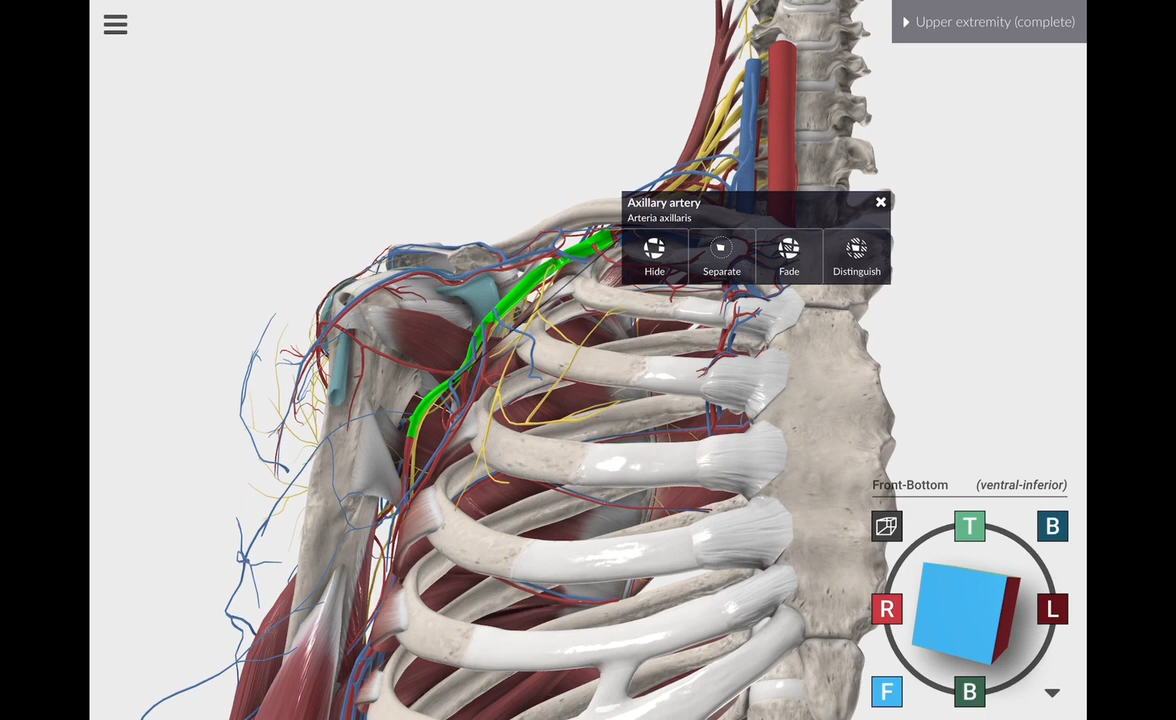 Upper extremity (complete)
Axillary artery
Arteria axillaris
Hide
Separate
Fade
Distinguish
Front-Bottom (ventral-inferior)
T
B
R
L
F
B